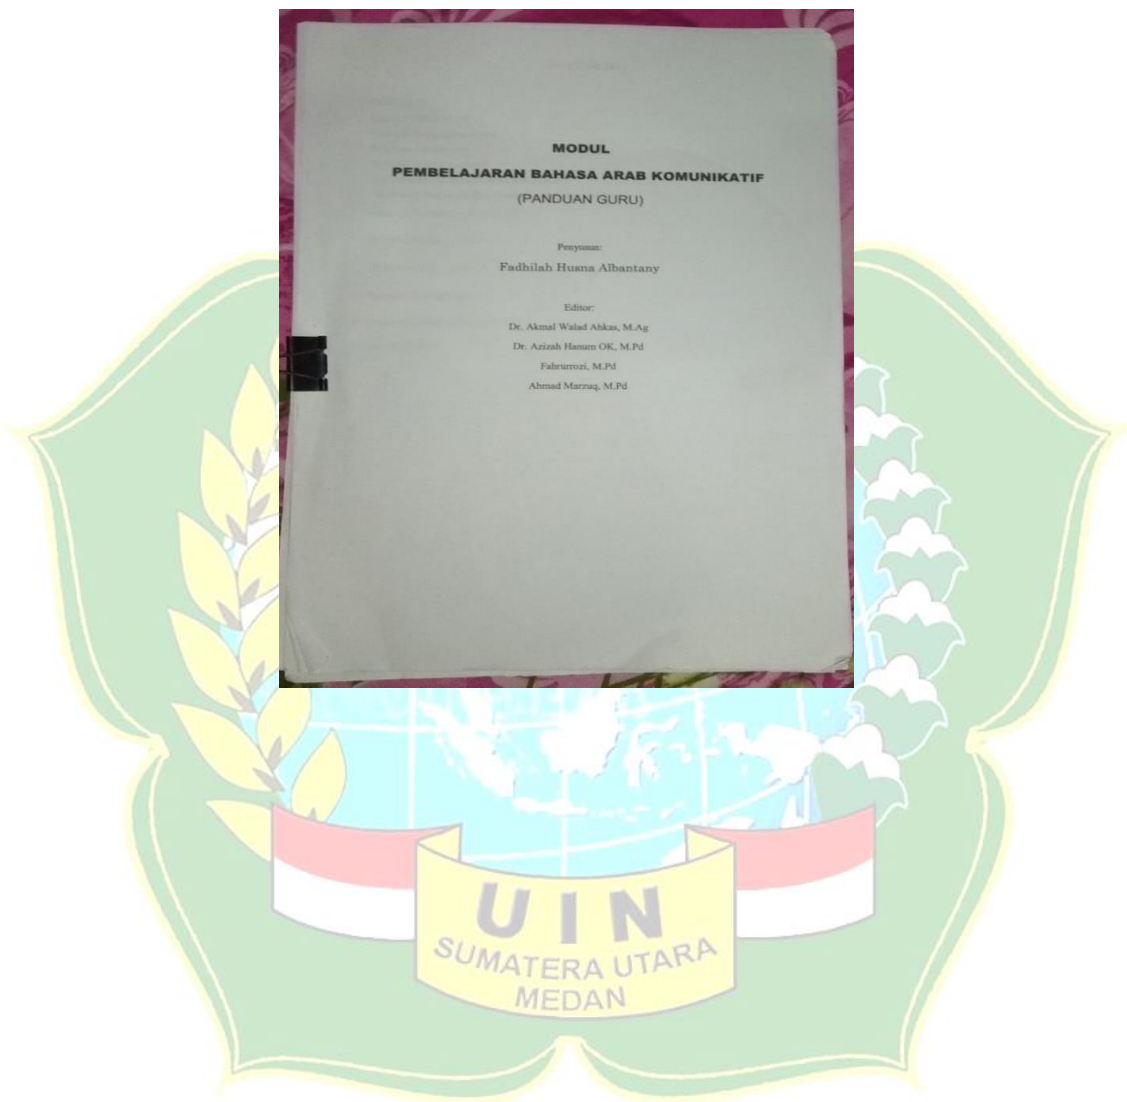 MODUL
PEMBELAJARAN BAHASA ARAB KOMUNIKATIF
(PANDUAN GURU)
Penyusun:
Fadhilah Husna Albantany
Editor:
Dr. Akmal Walad Ahkas, M.Ag
Dr. Azizah Hanum OK, M.Pd
Fahrurrozi, M.Pd
Ahmad Marzuq, M.Pd
UIN
SUMATERA UTARA
MEDAN